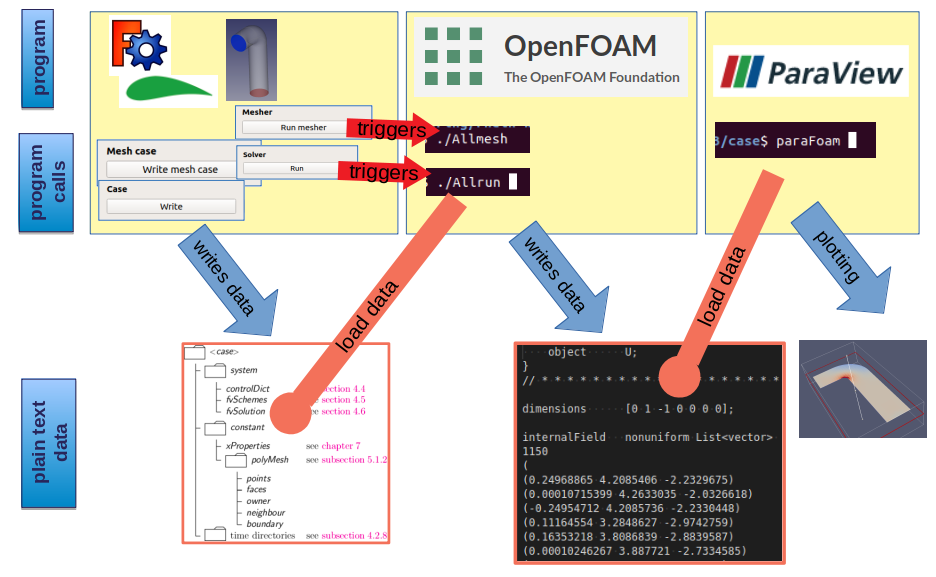 program
OpenFOAM
The OpenFOAM Foundation
ParaView
Mesher
Run mesher
triggers
./Allmesh
3/case$ paraFoam
program
calls
Mesh case
Write mesh case
Solver
Run
triggers
./Allrun
Case
Write
writes data
load data
writes data
load data
plotting
plain text
data
<case>
system
controlDict section 4.4
fvSchemes section 4.5
fvSolution section 4.6
constant
xProperties see chapter 7
polyMesh see subsection 5.1.2
points
faces
owner
neighbour
boundary
time directories see subsection 4.2.8
object U;
}
// * * * * * * * * * * * * * * * * *
dimensions [0 1 -1 0 0 0 0];
internalField nonuniform List<vector>
1150
(
(0.24968865 4.2085406 -2.2329675)
(0.00010715399 4.2633035 -2.0326618)
(-0.24954712 4.2085736 -2.2330448)
(0.11164554 3.2848627 -2.9742759)
(0.16353218 3.8086839 -2.8839587)
(0.00010246267 3.887721 -2.7334585)